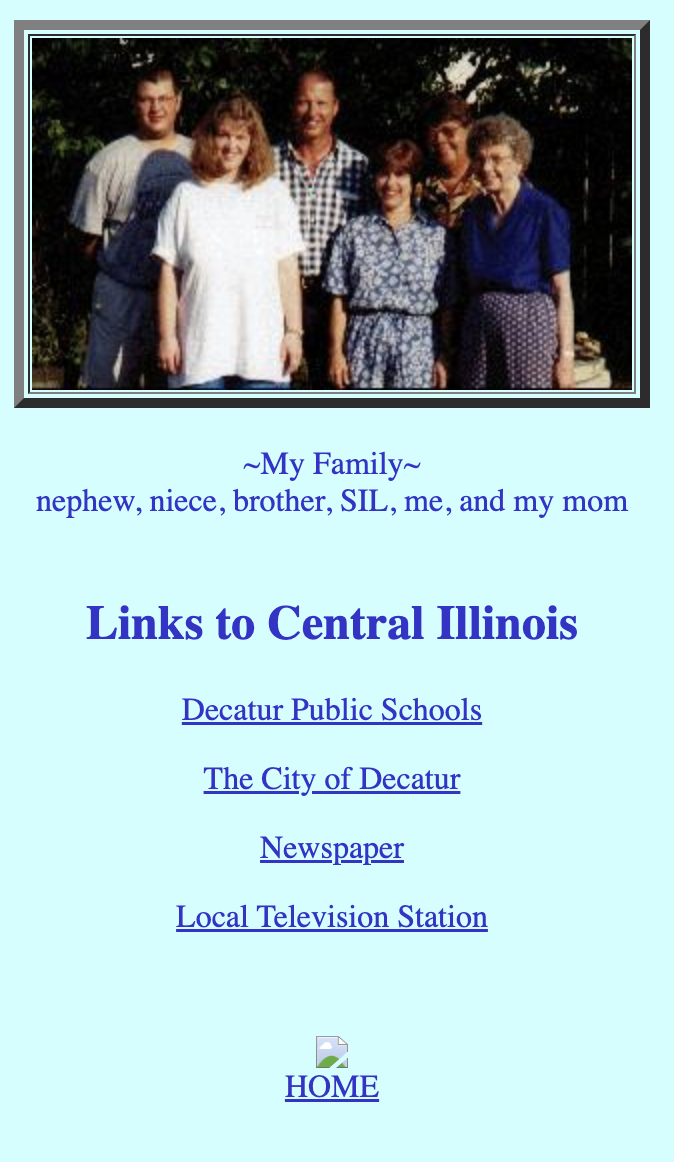 ~My Family~
nephew, niece, brother, SIL, me, and my mom
Links to Central Illinois
Decatur Public Schools
The City of Decatur
Newspaper
Local Television Station
HOME